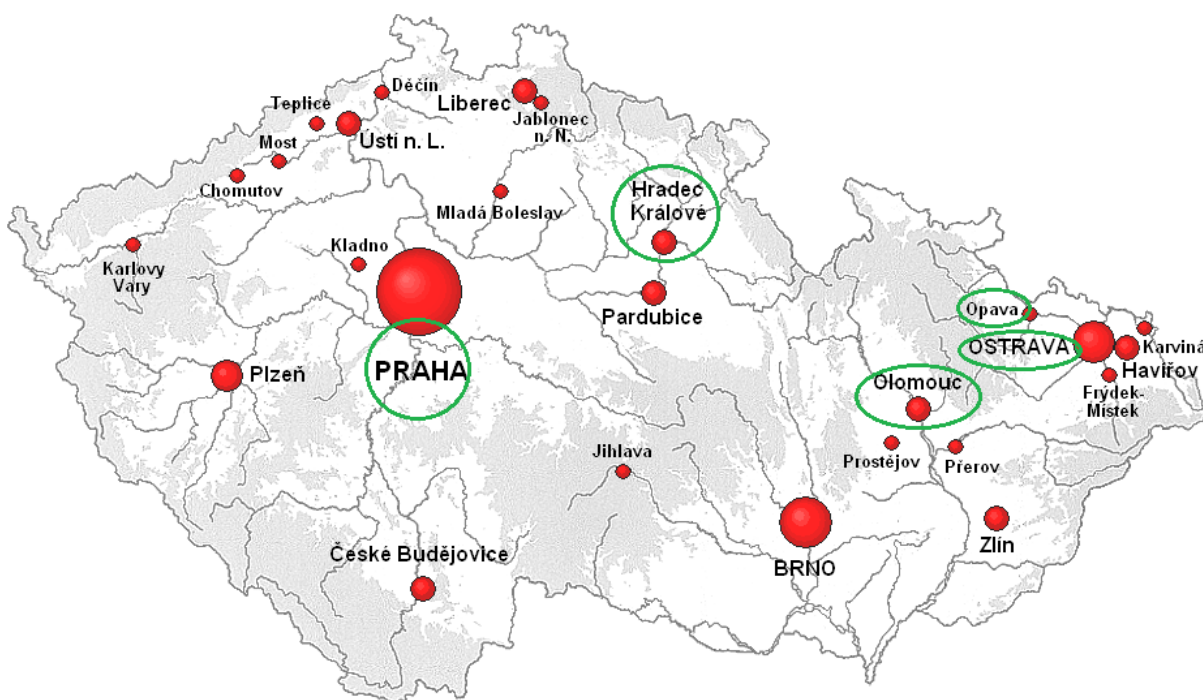 Děčín
Teplice
Liberec
Jablonec
n. N.
Ústí n. L.
Most
Chomutov
Mladá Boleslav
Hradec
Králové
Kladno
Karlovy
Vary
Pardubice
Opava
OSTRAVA
Karviná
Havířov
Frýdek-
Místek
PRAHA
Plzeň
Olomouc
Jihlava
Prostějov
Přerov
Zlín
České Budějovice
BRNO